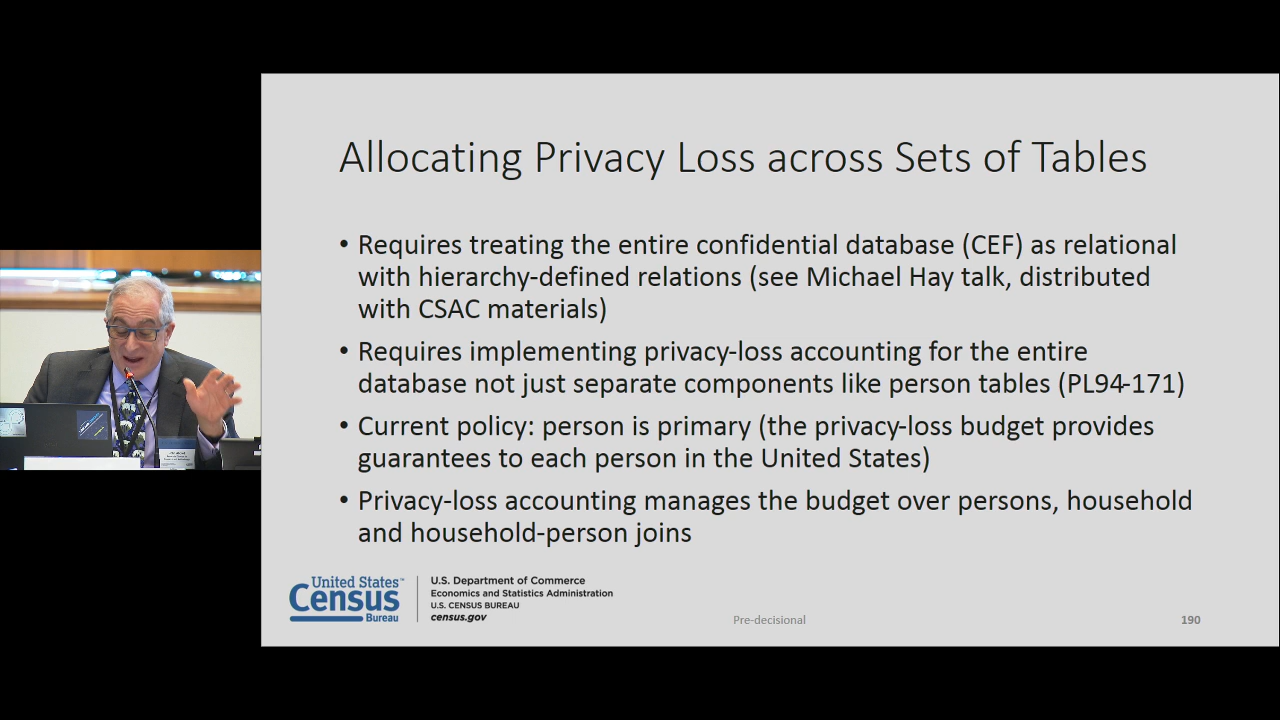 Allocating Privacy Loss across Sets of Tables
• Requires treating the entire confidential database (CEF) as relational
with hierarchy-defined relations (see Michael Hay talk, distributed
with CSAC materials)
• Requires implementing privacy-loss accounting for the entire
database not just separate components like person tables (PL94-171)
• Current policy: person is primary (the privacy-loss budget provides
guarantees to each person in the United States)
• Privacy-loss accounting manages the budget over persons, household
and household-person joins
United States™
Census
Bureau
U.S. Department of Commerce
Economics and Statistics Administration
U.S. CENSUS BUREAU
census.gov
Pre-decisional
190